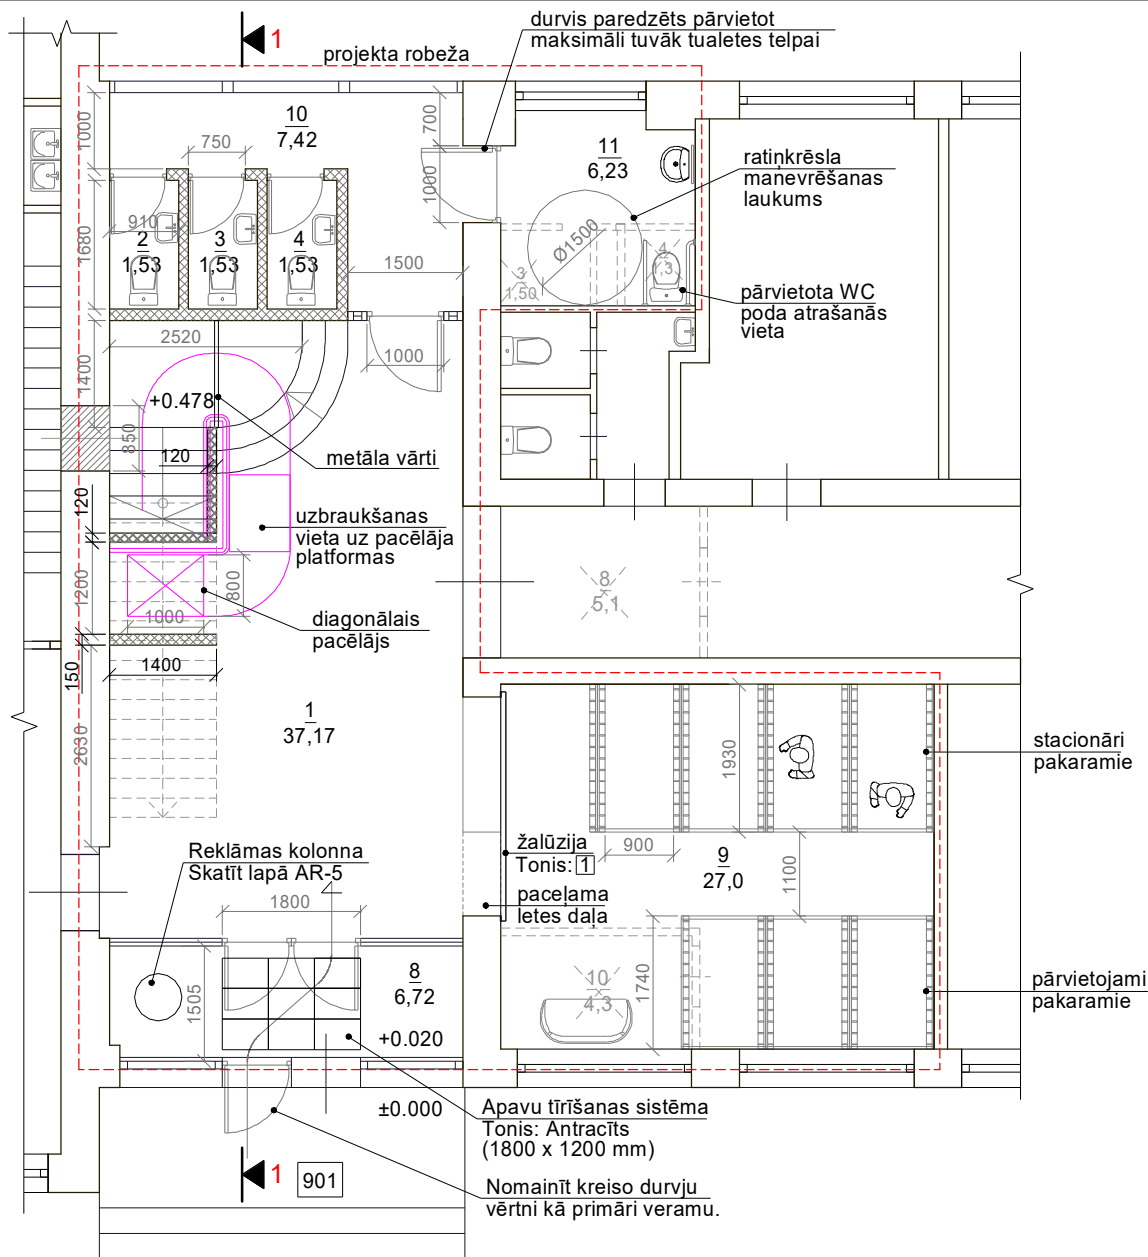 durvis paredzēts pārvietot
maksimāli tuvāk tualetes telpai
1
projekta robeža
10
7,42
1000
750
700
1000
11
6,23
ratiņkrēsla
manevrēšanas
laukums
910
1680
2
1,53
3
1,53
4
1,53
1500
Ø1500
3
1,50
4
1,3
pārvietota WC
poda atrašanās
vieta
2520
1000
1400
+0.478
850
120
metāla vārti
120
uzbraukšanas
vieta uz pacēlāja
platformas
1200
800
1000
diagonālais
pacēlājs
8
5,1
150
1400
1
37,17
2630
1930
stacionāri
pakaramie
Reklāmas kolonna
Skatīt lapā AR-5
žalūzija
Tonis: 1
900
9
27,0
1100
paceļama
letes daļa
1800
1505
8
6,72
10
4,3
1740
pārvietojami
pakaramie
+0.020
±0.000
Apavu tīrīšanas sistēma
Tonis: Antracīts
(1800 x 1200 mm)
1
901
Nomainīt kreiso durvju
vērtni kā primāri veramu.